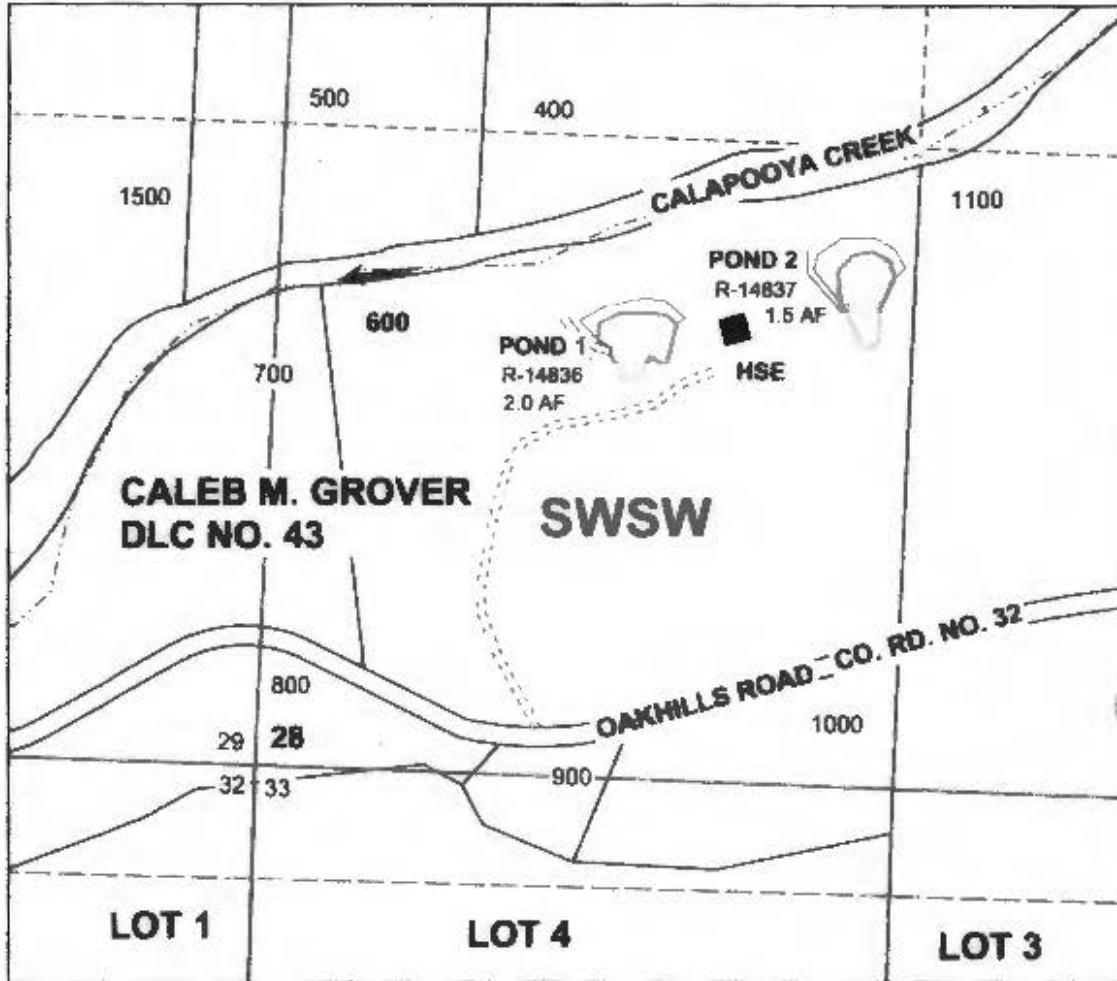 500
400
1500
CALAPOOYA CREEK
1100
POND 2
R-14837
1.5 AF
600
POND 1
R-14836
2.0 AF
HSE
700
CALEB M. GROVER
DLC NO. 43
SWSW
OAKHILLS ROAD CO. RD. NO. 32
800
1000
29 28
32 33
900
LOT 1
LOT 4
LOT 3